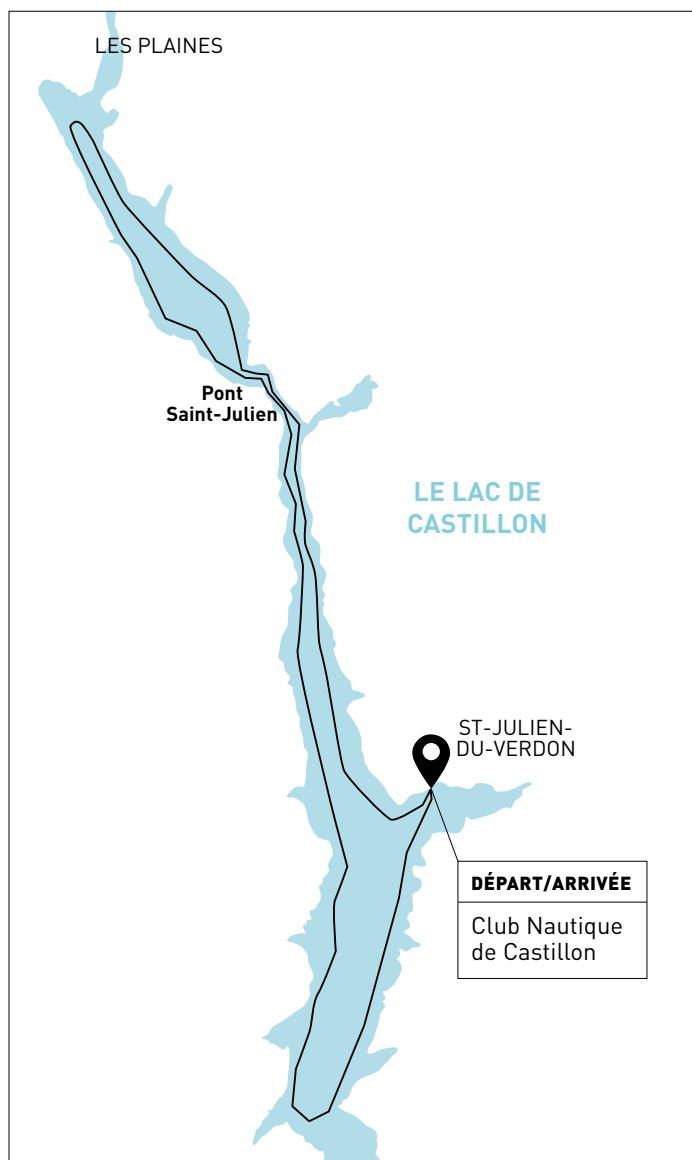 LES PLAINES
Pont
Saint-Julien
LE LAC DE
CASTILLON
ST-JULIEN-
DU-VERDON
DÉPART/ARRIVÉE
Club Nautique
de Castillon